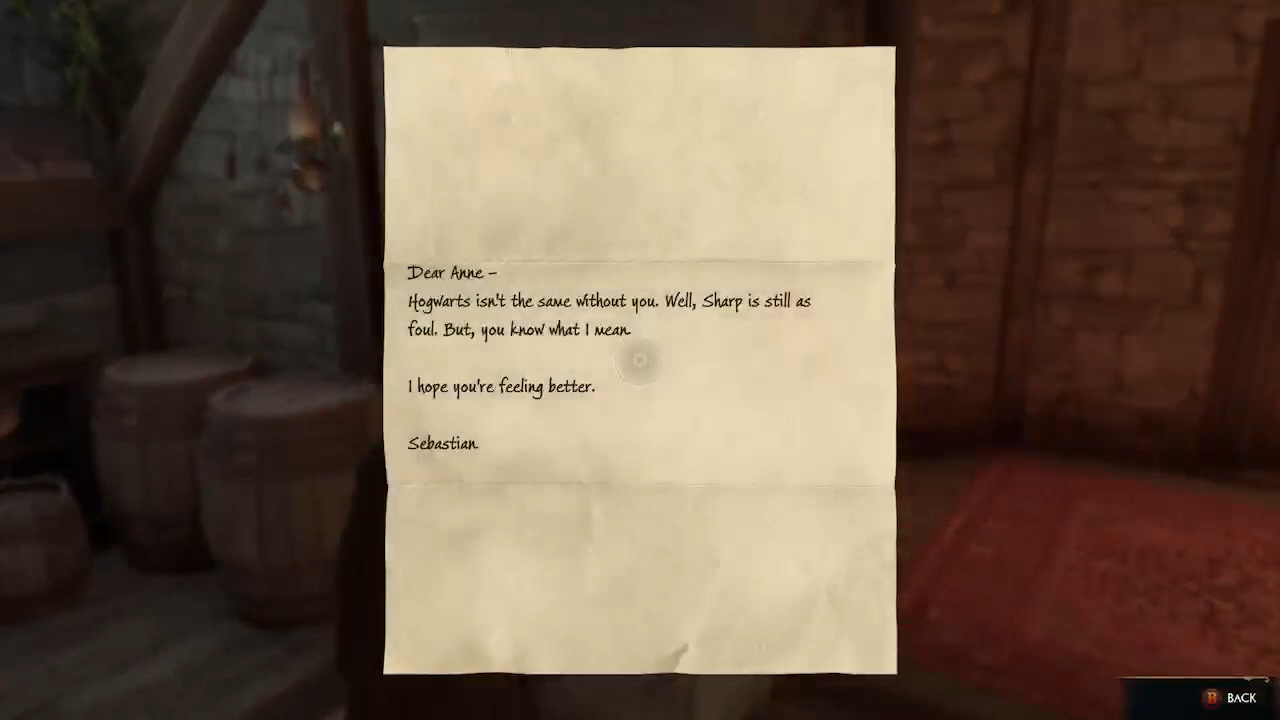 Dear Anne –
Hogwarts isn't the same without you. Well, Sharp is still as
foul. But, you know what I mean.
I hope you're feeling better.
Sebastian
B BACK